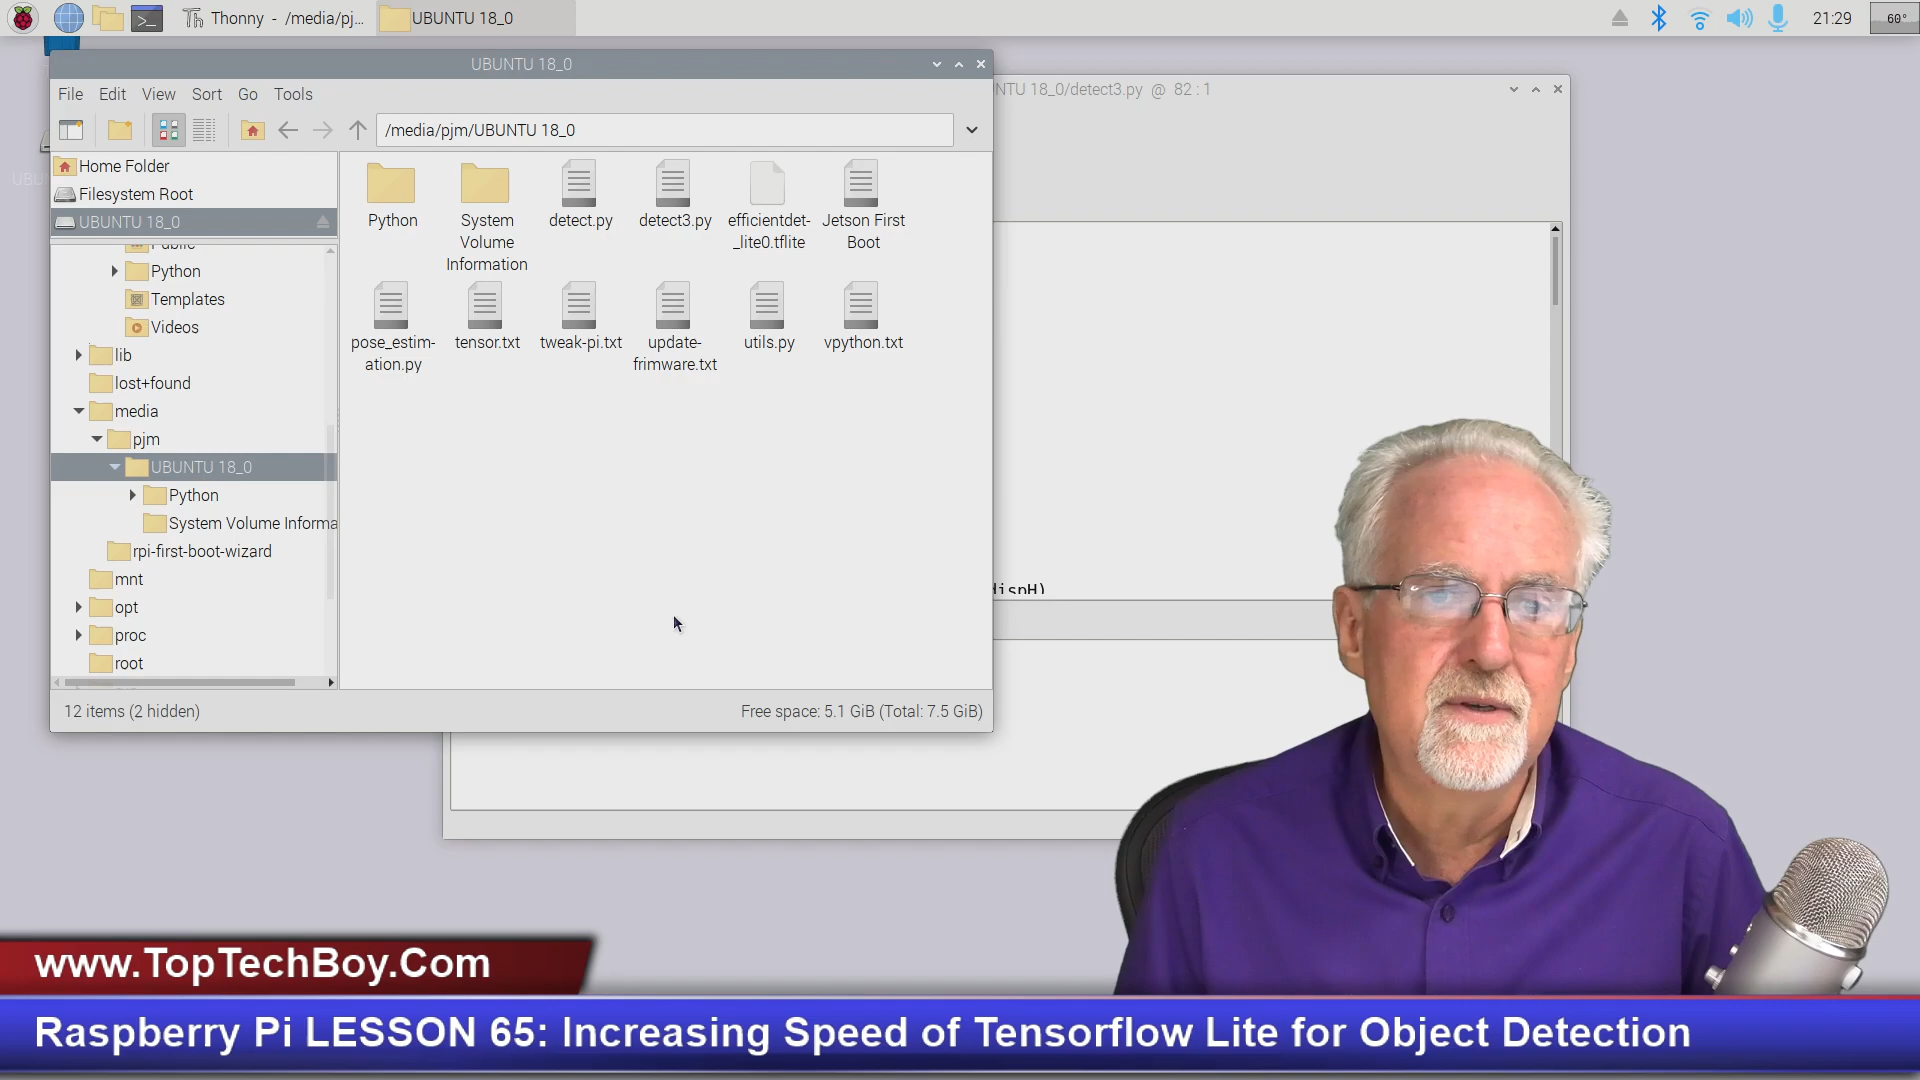 Thonny - /media/pj...
UBUNTU 18_0
21:29
60°
UBUNTU 18_0
File Edit View Sort Go Tools
/media/pjm/UBUNTU 18_0
NTU 18_0/detect3.py @ 82 : 1
Home Folder
Filesystem Root
UBUNTU 18_0
Public
Python
Templates
Videos
lib
lost+found
media
pjm
UBUNTU 18_0
Python
System Volume Informa
rpi-first-boot-wizard
mnt
opt
proc
root
Python
System
Volume
Information
detect.py
detect3.py
efficientdet-
_lite0.tflite
Jetson First
Boot
pose_estim-
ation.py
tensor.txt
tweak-pi.txt
update-
frimware.txt
utils.py
vpython.txt
dispH)
12 items (2 hidden)
Free space: 5.1 GiB (Total: 7.5 GiB)
www.TopTechBoy.Com
Raspberry Pi LESSON 65: Increasing Speed of Tensorflow Lite for Object Detection